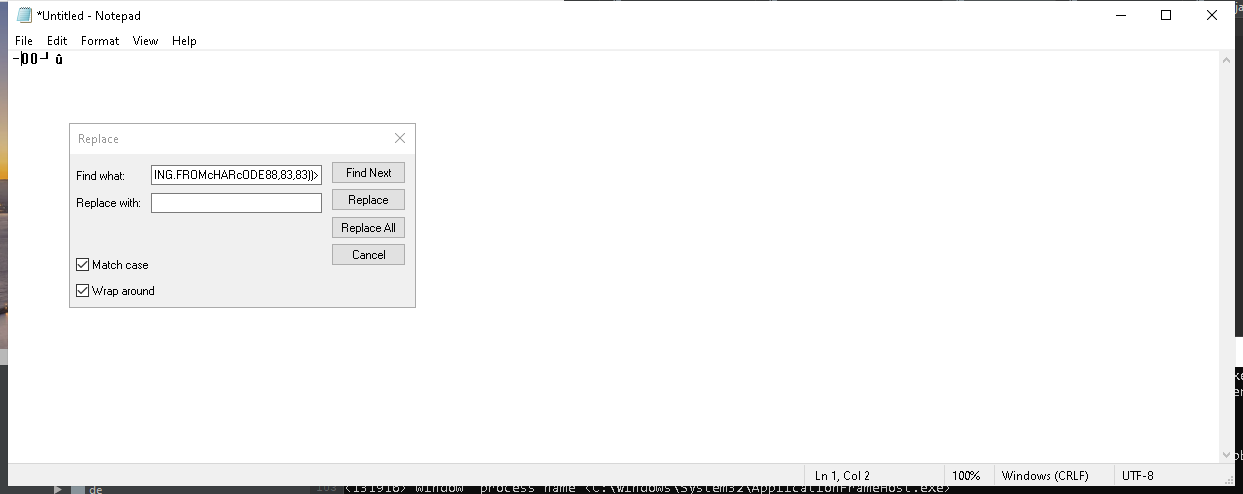 *Untitled - Notepad
File Edit Format View Help
-00┘ û
Replace
Find what: ING.FROMcHARcODE88,83,83))> Find Next
Replace with: Replace
Replace All
Cancel
Match case
Wrap around
Ln 1, Col 2 100% Windows (CRLF) UTF-8
de <131916> window process name <C:\Windows\System32\ApplicationFrameHost.exe>